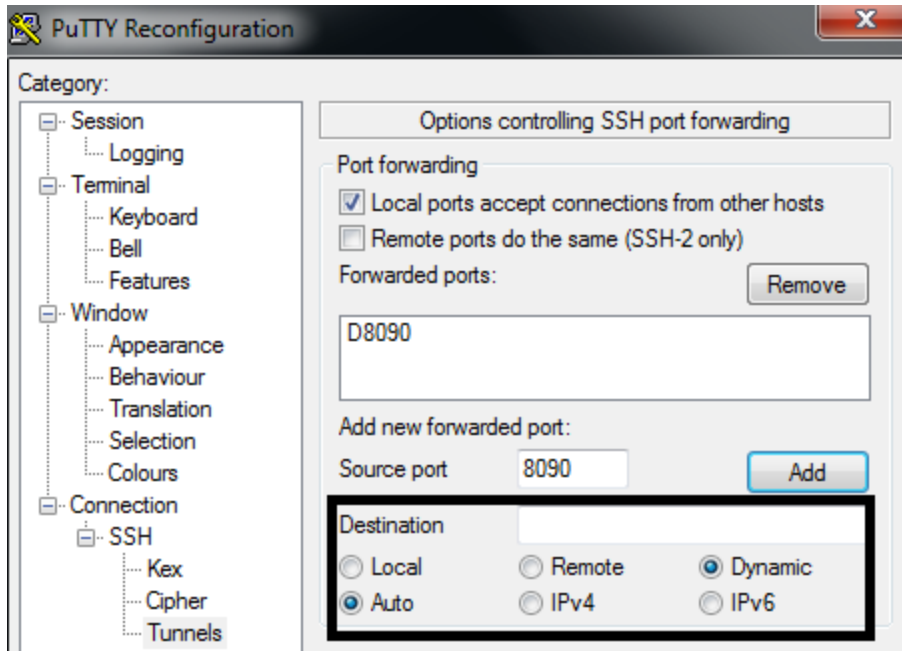 PuTTY Reconfiguration
X
Category:
Session
Logging
Terminal
Keyboard
Bell
Features
Window
Appearance
Behaviour
Translation
Selection
Colours
Connection
SSH
Kex
Cipher
Tunnels
Options controlling SSH port forwarding
Port forwarding
Local ports accept connections from other hosts
Remote ports do the same (SSH-2 only)
Forwarded ports:
Remove
D8090
Add new forwarded port:
Source port 8090 Add
Destination
Local Remote Dynamic
Auto IPv4 IPv6